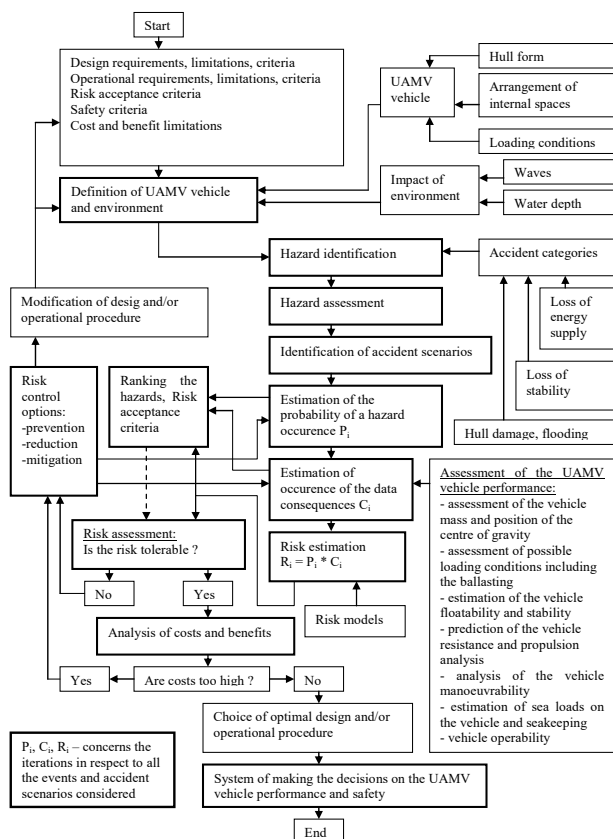 Start
Design requirements, limitations, criteria
Operational requirements, limitations, criteria
Risk acceptance criteria
Safety criteria
Cost and benefit limitations
UAMV
vehicle
Hull form
Arrangement of
internal spaces
Loading conditions
Definition of UAMV vehicle
and environment
Impact of
environment
Waves
Water depth
Hazard identification
Accident categories
Hazard assessment
Loss of
energy
supply
Modification of desig and/or
operational procedure
Identification of accident scenarios
Loss of
stability
Risk
control
options:
-prevention
-reduction
-mitigation
Ranking
the
hazards, Risk
acceptance
criteria
Estimation of the
probability of a hazard
occurence Pi
Hull damage, flooding
Estimation of
occurence of the data
consequences Ci
Assessment of the UAMV
vehicle performance:
- assessment of the vehicle
mass and position of the
centre of gravity
- assessment of possible
loading conditions including
the ballasting
- estimation of the vehicle
floatability and stability
- prediction of the vehicle
resistance and propulsion
analysis
- analysis of the vehicle
manoeuvrability
- estimation of sea loads on
the vehicle and seakeeping
- vehicle operability
Risk assessment:
Is the risk tolerable ?
Risk estimation
Ri = Pi * Ci
No
Yes
Risk models
Analysis of costs and benefits
Yes
Are costs too high ?
No
Choice of optimal design and/or
operational procedure
Pi, Ci, Ri – concerns the
iterations in respect to all
the events and accident
scenarios considered
System of making the decisions on the UAMV
vehicle performance and safety
End